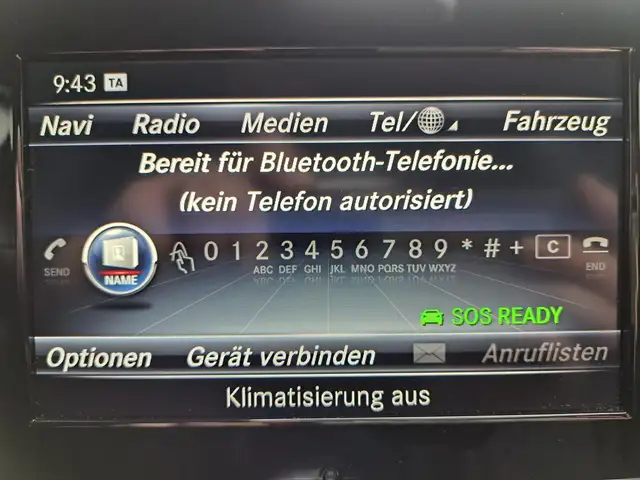 9:43 TA
Navi Radio Medien Tel/ Fahrzeug
Bereit für Bluetooth-Telefonie...
(kein Telefon autorisiert)
SEND NAME 0 1 2 3 4 5 6 7 8 9 * # + C END
ABC DEF GHI JKL MNO PQRS TUV WXYZ
SOS READY
Optionen Gerät verbinden Anruflisten
Klimatisierung aus